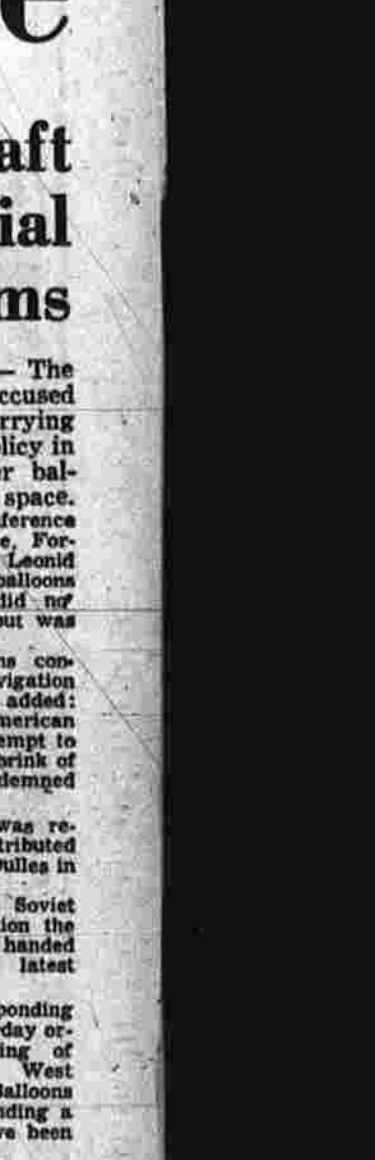 e
aft
ial
ms
— The
ccused
rrying
licy in
r bal-
space.
ference
e, For-
Leonid
balloons
did not
out was
ns con-
vigation
added:
merican
empt to
brink of
demned
was re-
tributed
Dulles in
Soviet
ion the
handed
latest
ponding
day or-
ing of
West
Balloons
nding a
ve been